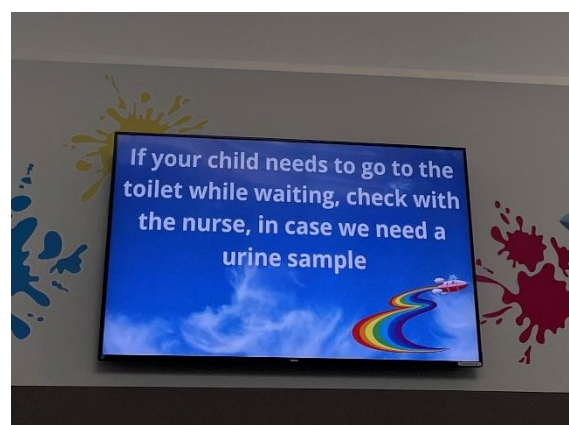 If your child needs to go to the
toilet while waiting, check with
the nurse, in case we need a
urine sample